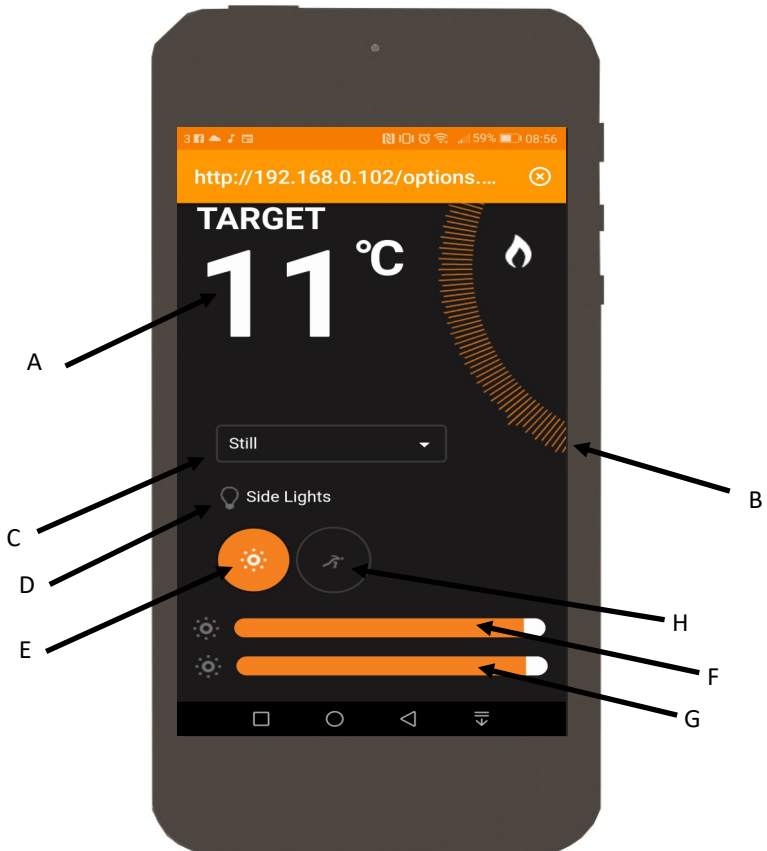 3 59% 08:56
http://192.168.0.102/options....
TARGET
11 °C
A
Still
B
Side Lights
C
D
E
H
F
G